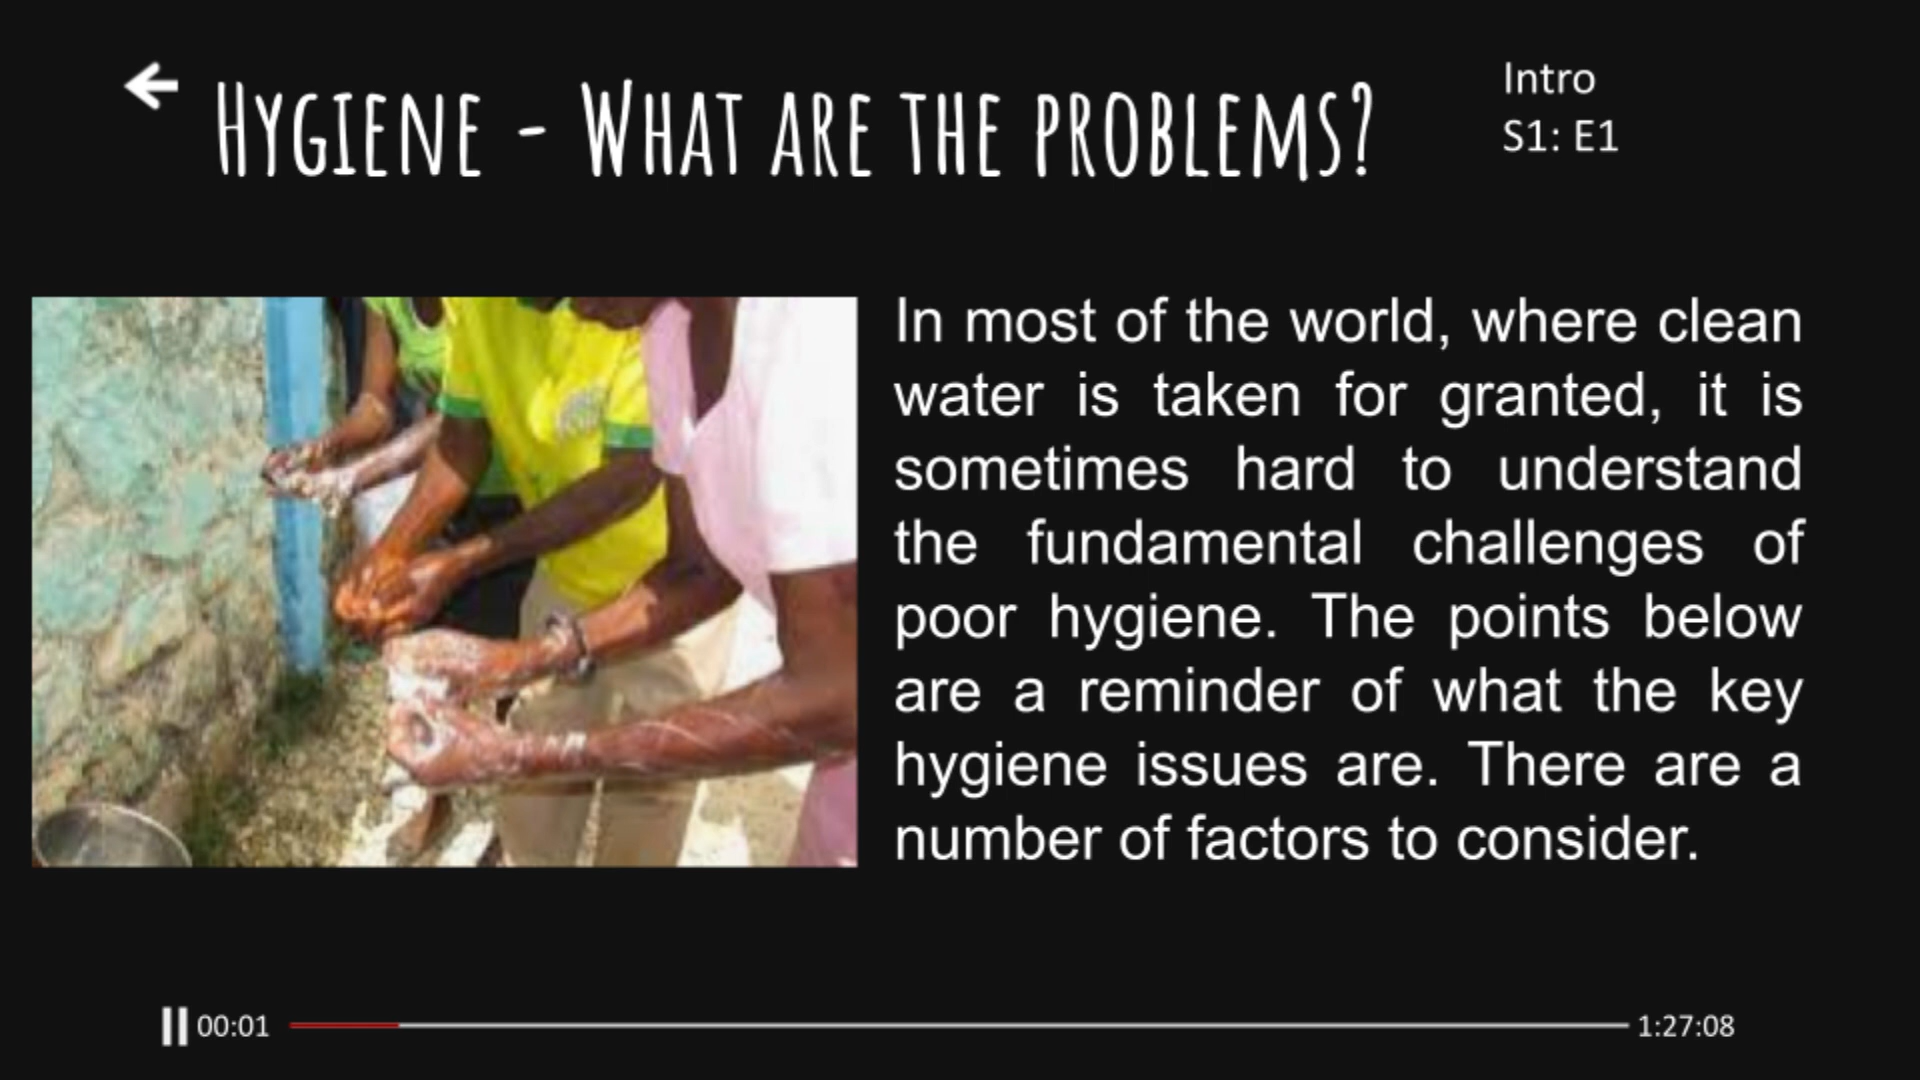 Hygiene - What are the problems?
Intro
S1: E1
In most of the world, where clean
water is taken for granted, it is
sometimes hard to understand
the fundamental challenges of
poor hygiene. The points below
are a reminder of what the key
hygiene issues are. There are a
number of factors to consider.
00:01
1:27:08